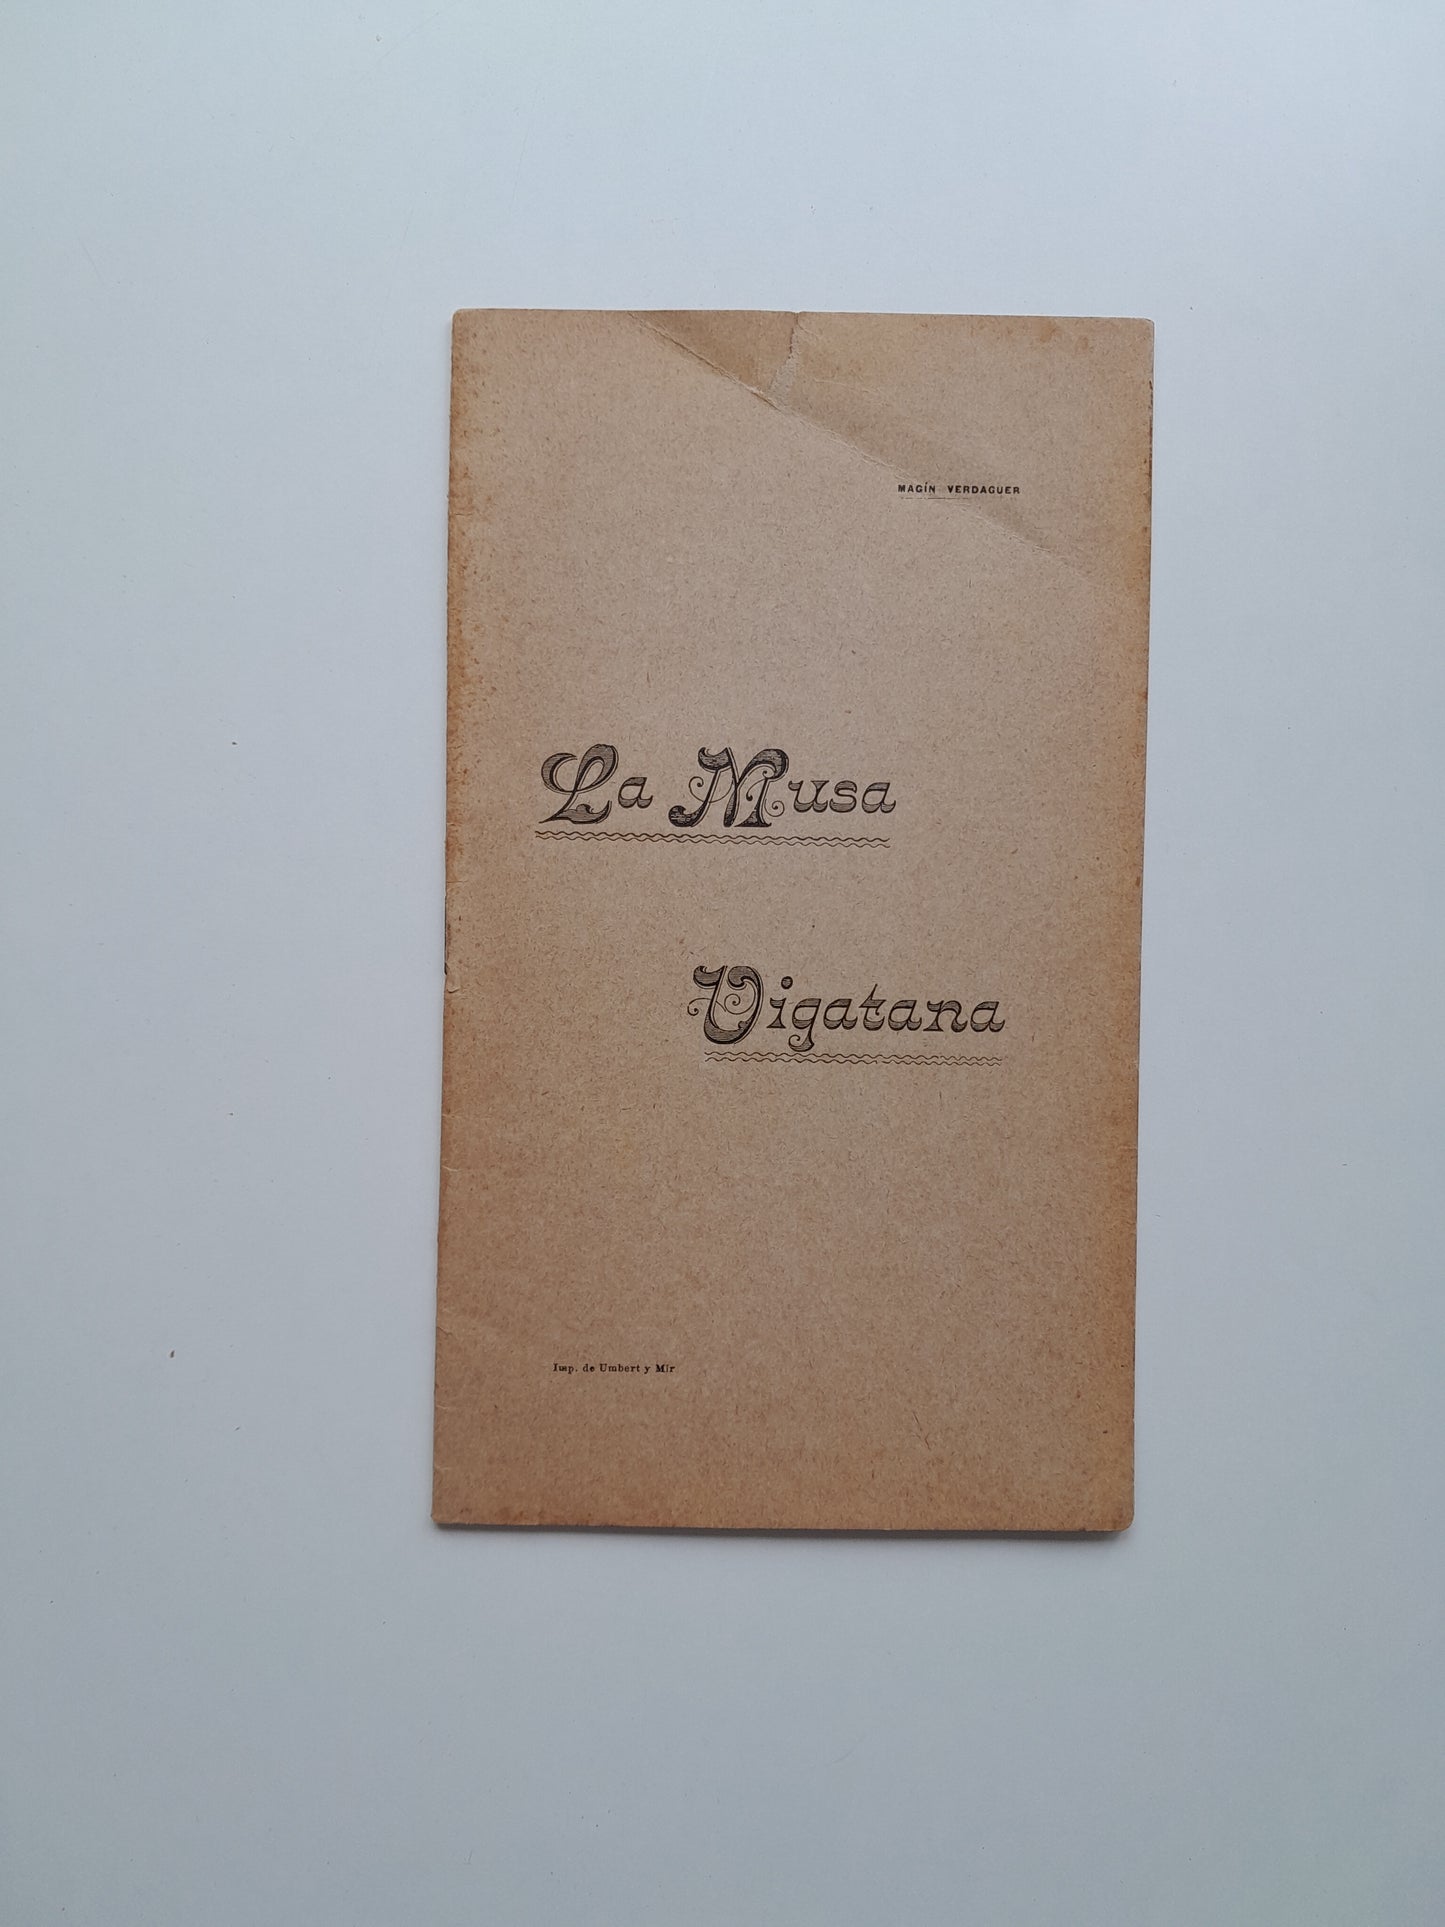 MAGÍN VERDAGUER
La Musa
Vigatana
Imp. de Umbert y Mir